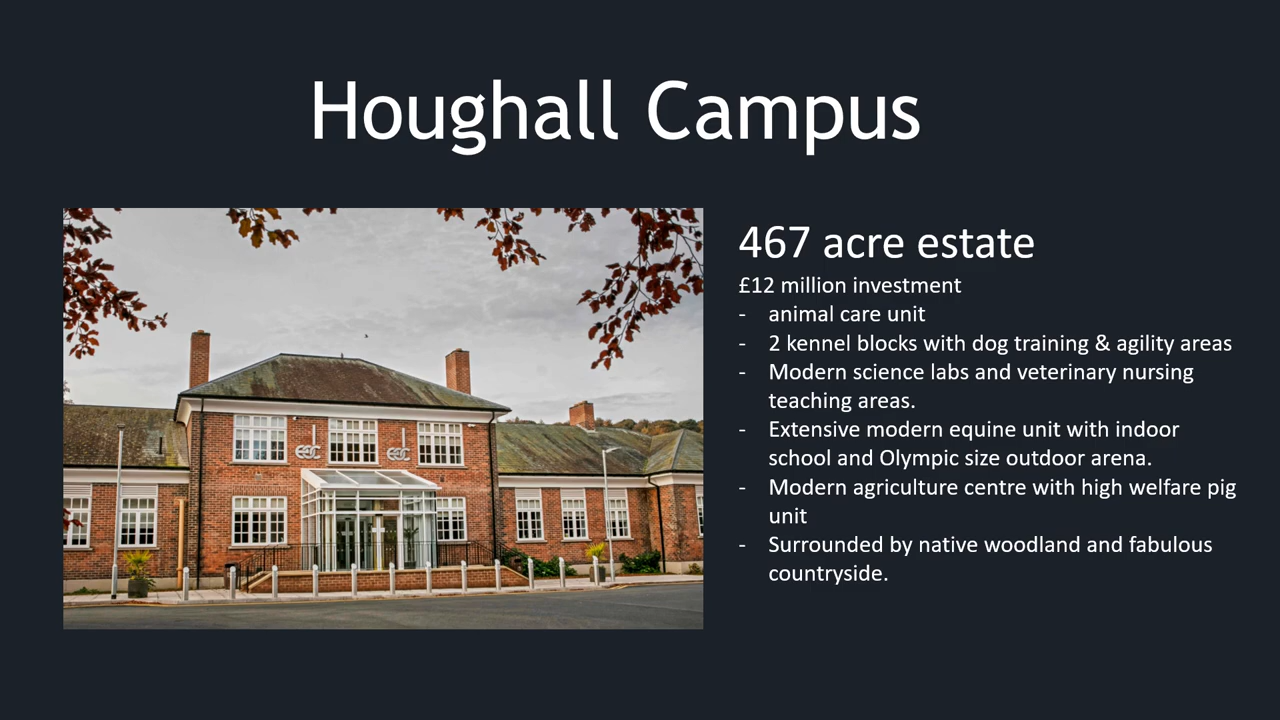 Houghall Campus
467 acre estate
£12 million investment
- animal care unit
- 2 kennel blocks with dog training & agility areas
- Modern science labs and veterinary nursing
teaching areas.
- Extensive modern equine unit with indoor
school and Olympic size outdoor arena.
- Modern agriculture centre with high welfare pig
unit
- Surrounded by native woodland and fabulous
countryside.